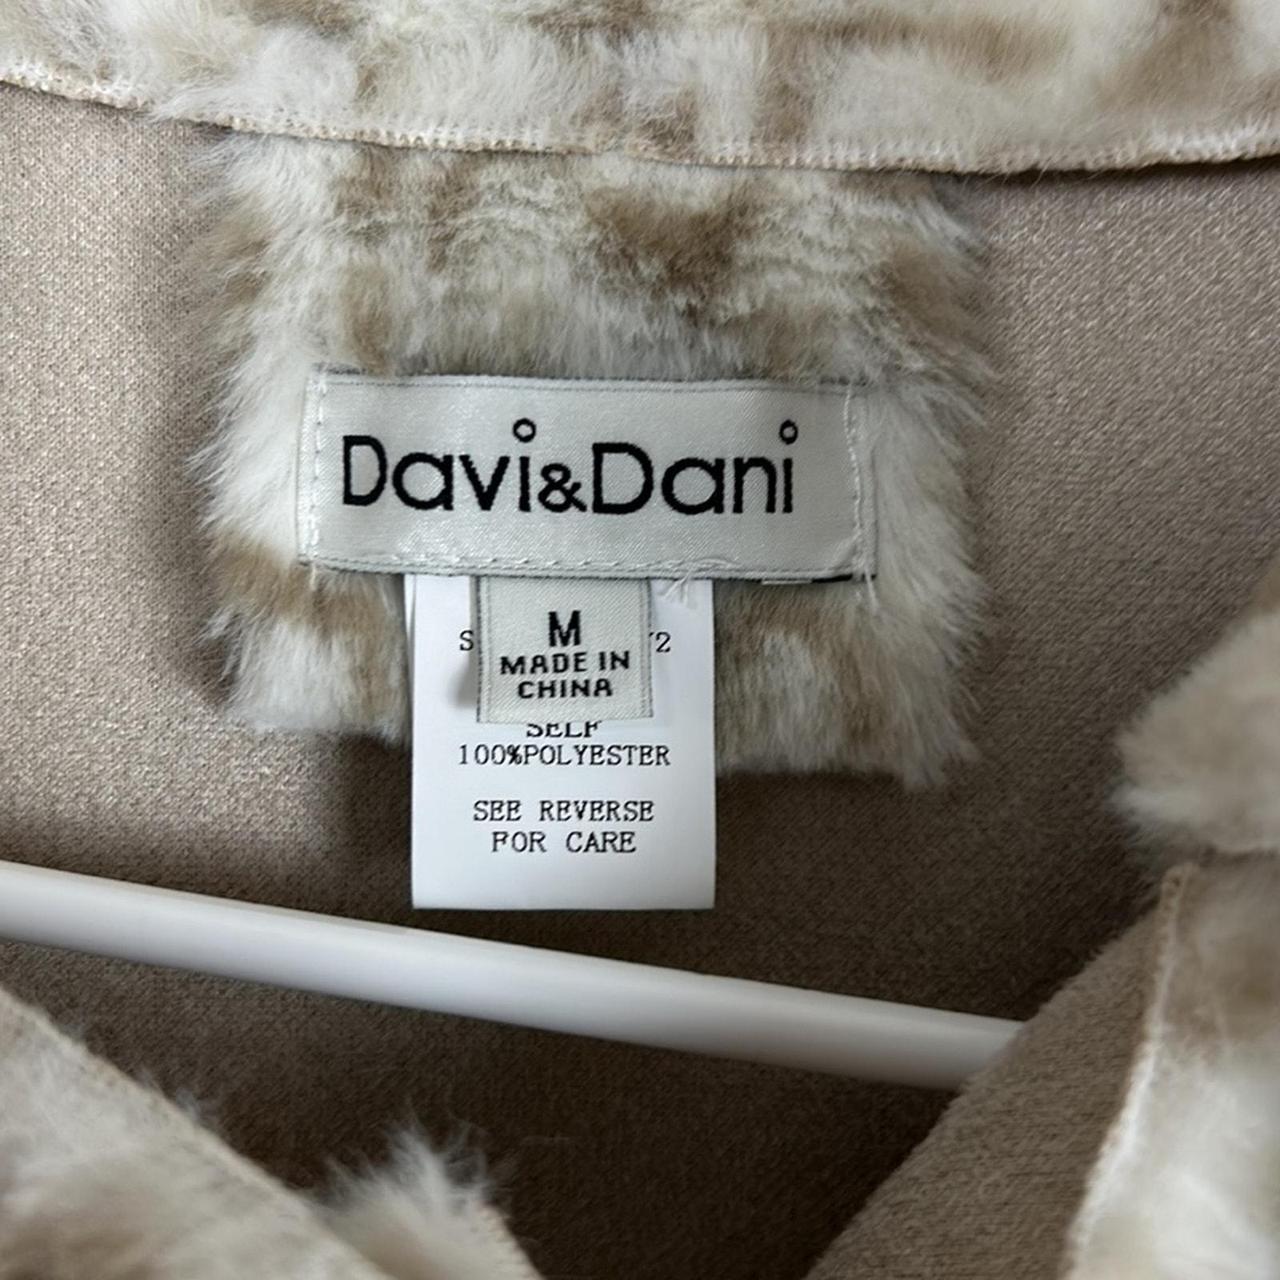 Davi&Dani
M
MADE IN
CHINA
SELF
100%POLYESTER
SEE REVERSE
FOR CARE